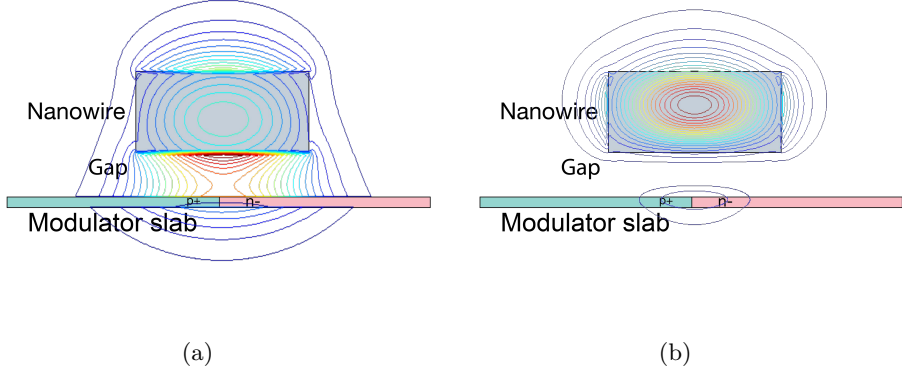 Nanowire
Gap
p+ n-
Modulator slab
(a)
Nanowire
Gap
p+ n-
Modulator slab
(b)